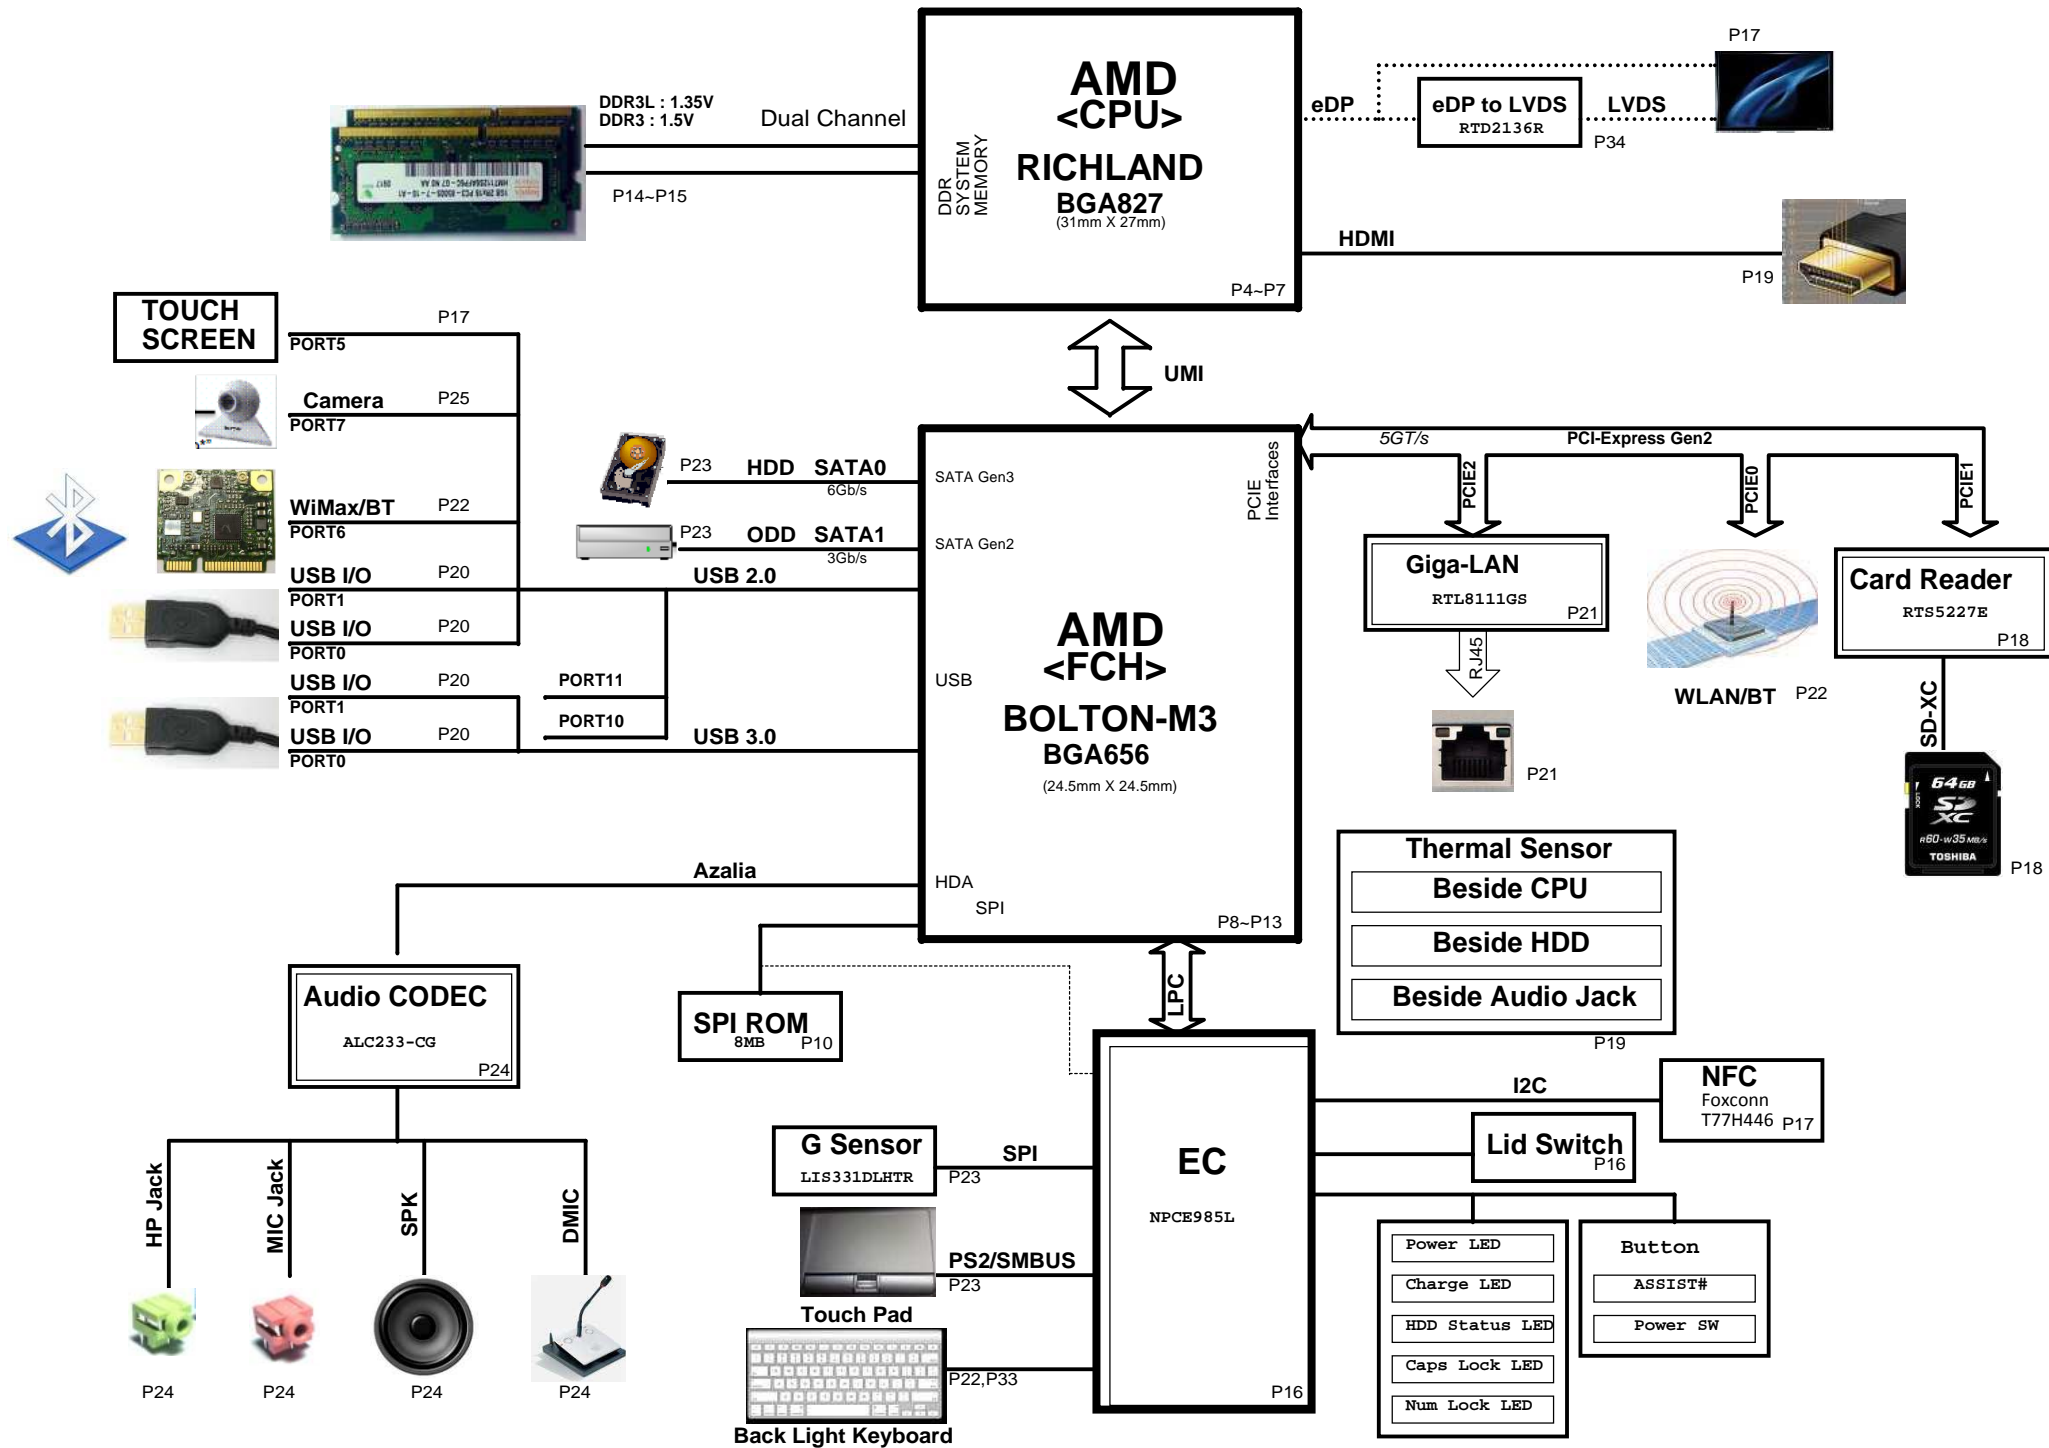 P17
AMD
<CPU>
RICHLAND
BGA827
(31mm X 27mm)
P4~P7
DDR
SYSTEM
MEMORY
DDR3L : 1.35V
DDR3 : 1.5V
Dual Channel
P14~P15
eDP
eDP to LVDS
RTD2136R
LVDS
P34
HDMI
P19
TOUCH
SCREEN
P17
PORT5
Camera
P25
PORT7
WiMax/BT
P22
PORT6
USB I/O
P20
PORT1
USB I/O
P20
PORT0
USB I/O
P20
PORT1
USB I/O
P20
PORT0
UMI
P23
HDD
SATA0
6Gb/s
SATA Gen3
P23
ODD
SATA1
3Gb/s
SATA Gen2
USB 2.0
PORT11
PORT10
USB 3.0
USB
AMD
<FCH>
BOLTON-M3
BGA656
(24.5mm X 24.5mm)
PCIE
Interfaces
Azalia
HDA
SPI
P8~P13
5GT/s
PCI-Express Gen2
PCIE2
PCIE0
PCIE1
Giga-LAN
RTL8111GS
P21
RJ45
P21
WLAN/BT
P22
Card Reader
RTS5227E
P18
SD-XC
64GB
LOCK
SD
XC
R60-W35 MB/s
TOSHIBA
P18
Thermal Sensor
Beside CPU
Beside HDD
Beside Audio Jack
P19
Audio CODEC
ALC233-CG
P24
SPI ROM
8MB
P10
LPC
HP Jack
MIC Jack
SPK
DMIC
P24
P24
P24
P24
G Sensor
LIS331DLHTR
SPI
P23
PS2/SMBUS
P23
Touch Pad
P22,P33
Back Light Keyboard
EC
NPCE985L
P16
I2C
NFC
Foxconn
T77H446
P17
Lid Switch
P16
Power LED
Charge LED
HDD Status LED
Caps Lock LED
Num Lock LED
Button
ASSIST#
Power SW